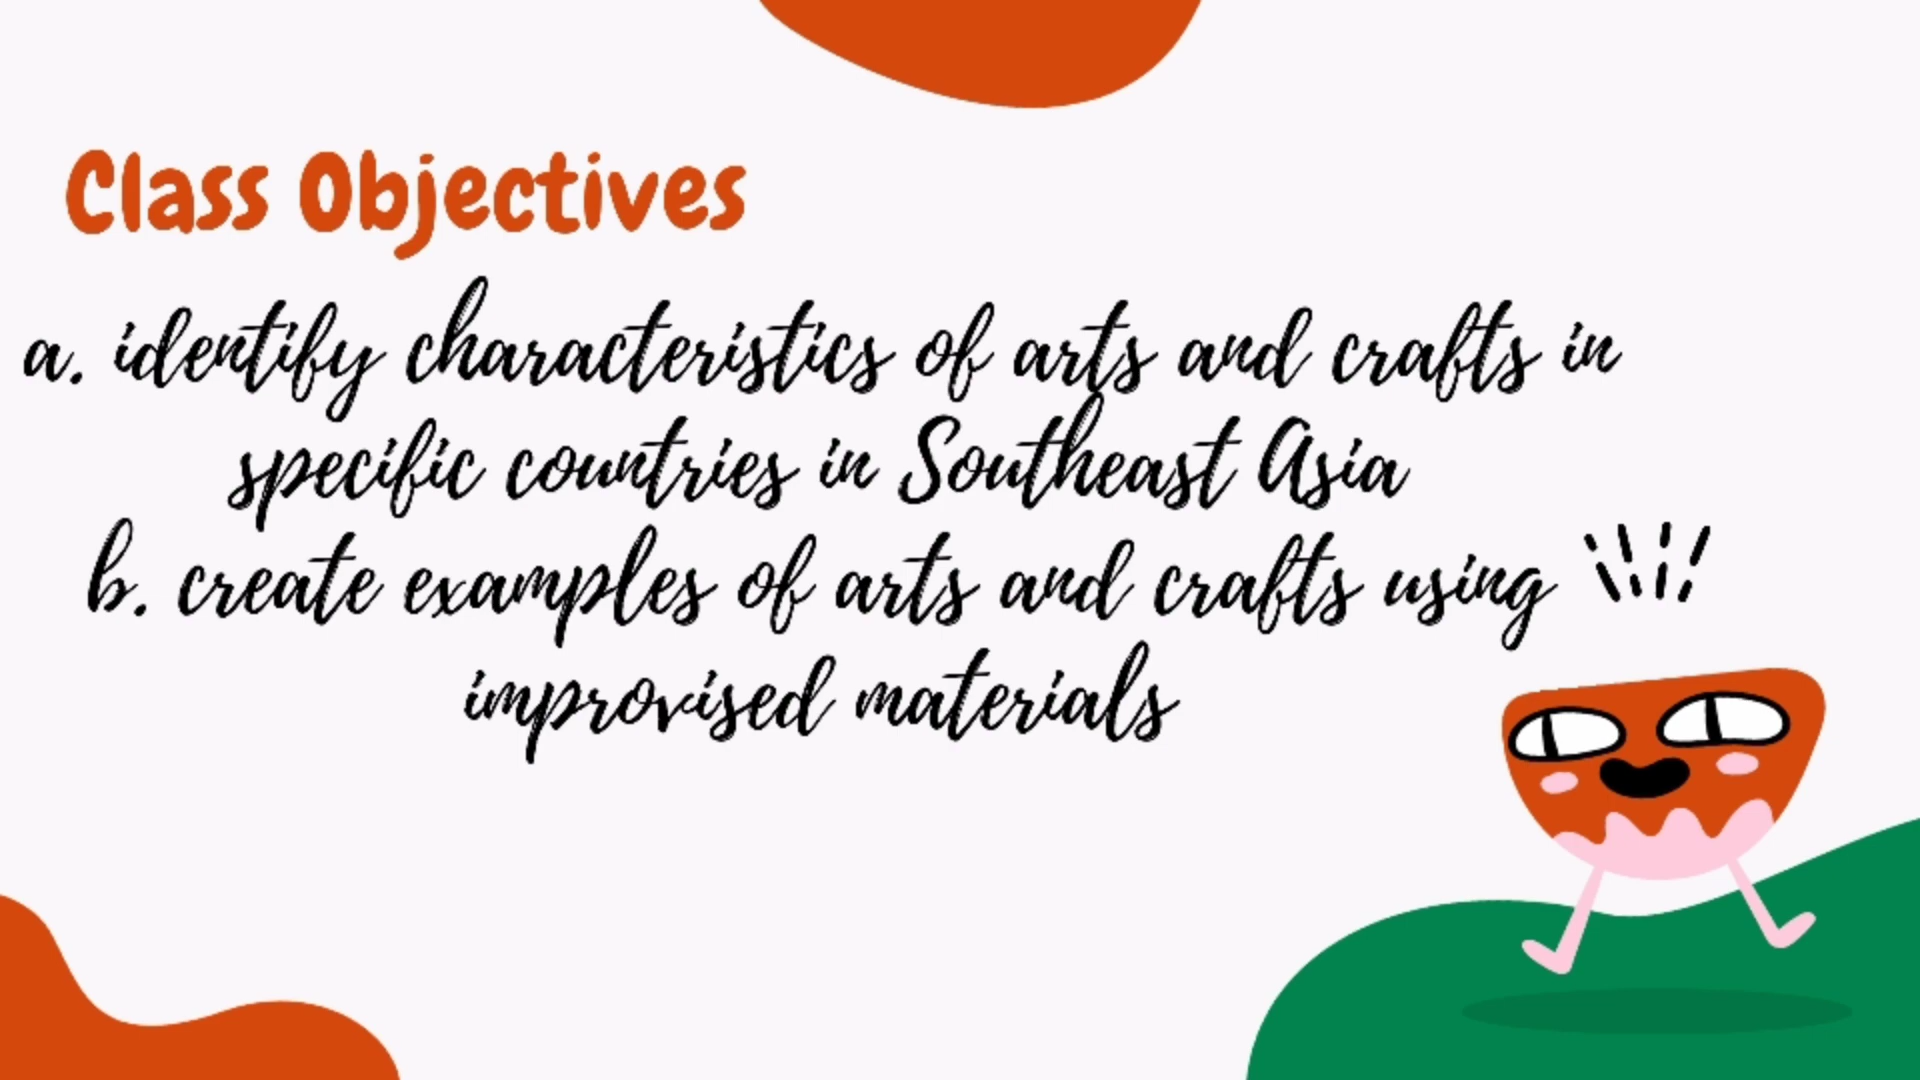 Class Objectives
a. identify characteristics of arts and crafts in
specific countries in Southeast Asia
b. create examples of arts and crafts using
improvised materials